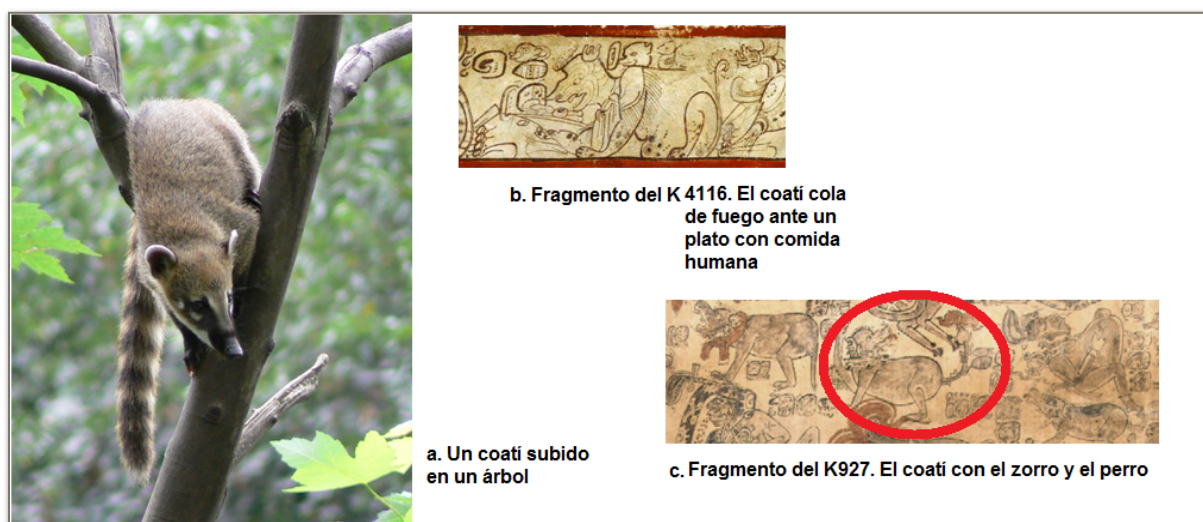 b. Fragmento del K 4116. El coatí cola
de fuego ante un
plato con comida
humana
a. Un coatí subido
en un árbol
c. Fragmento del K927. El coatí con el zorro y el perro